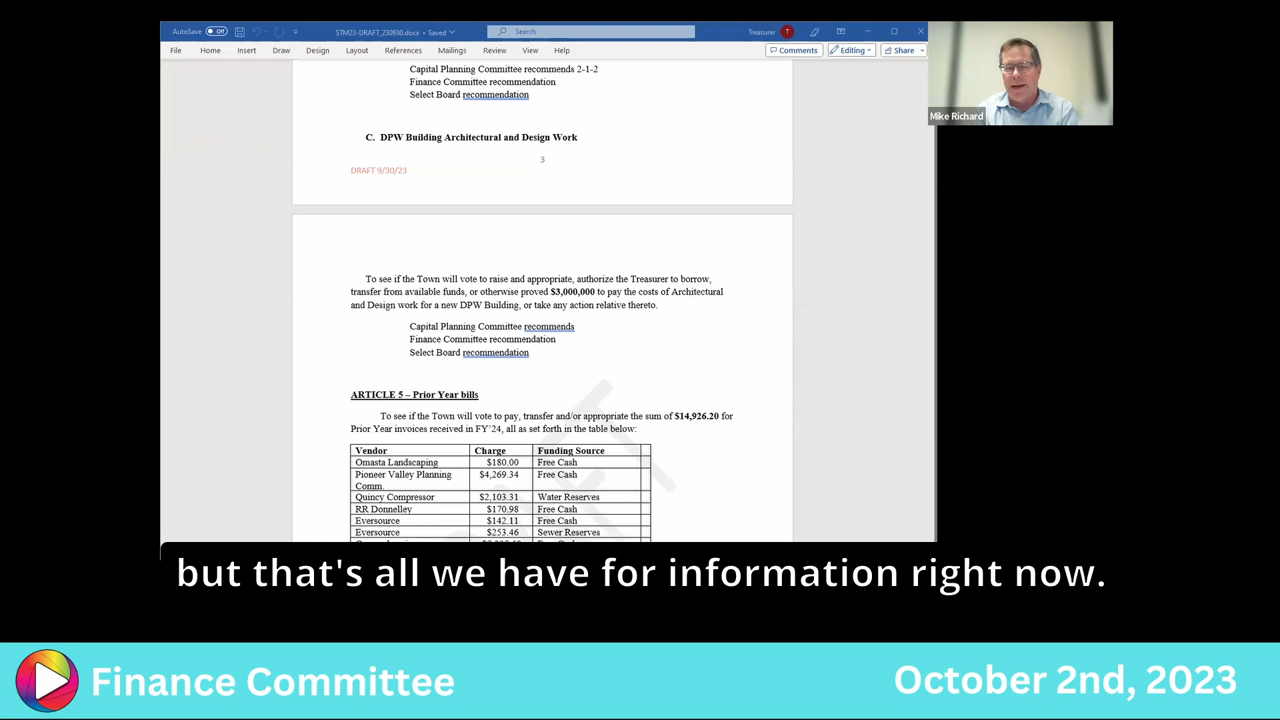 AutoSave Off STM23-DRAFT_230930.docx • Saved Search Treasurer T
File Home Insert Draw Design Layout References Mailings Review View Help Comments Editing Share
Capital Planning Committee recommends 2-1-2
Finance Committee recommendation
Select Board recommendation
Mike Richard
C. DPW Building Architectural and Design Work
3
DRAFT 9/30/23
To see if the Town will vote to raise and appropriate, authorize the Treasurer to borrow,
transfer from available funds, or otherwise proved $3,000,000 to pay the costs of Architectural
and Design work for a new DPW Building, or take any action relative thereto.
Capital Planning Committee recommends
Finance Committee recommendation
Select Board recommendation
ARTICLE 5 – Prior Year bills
To see if the Town will vote to pay, transfer and/or appropriate the sum of $14,926.20 for
Prior Year invoices received in FY'24, all as set forth in the table below:
Vendor Charge Funding Source
Omasta Landscaping $180.00 Free Cash
Pioneer Valley Planning $4,269.34 Free Cash
Comm.
Quincy Compressor $2,103.31 Water Reserves
RR Donnelley $170.98 Free Cash
Eversource $142.11 Free Cash
Eversource $253.46 Sewer Reserves
but that's all we have for information right now.
Finance Committee October 2nd, 2023